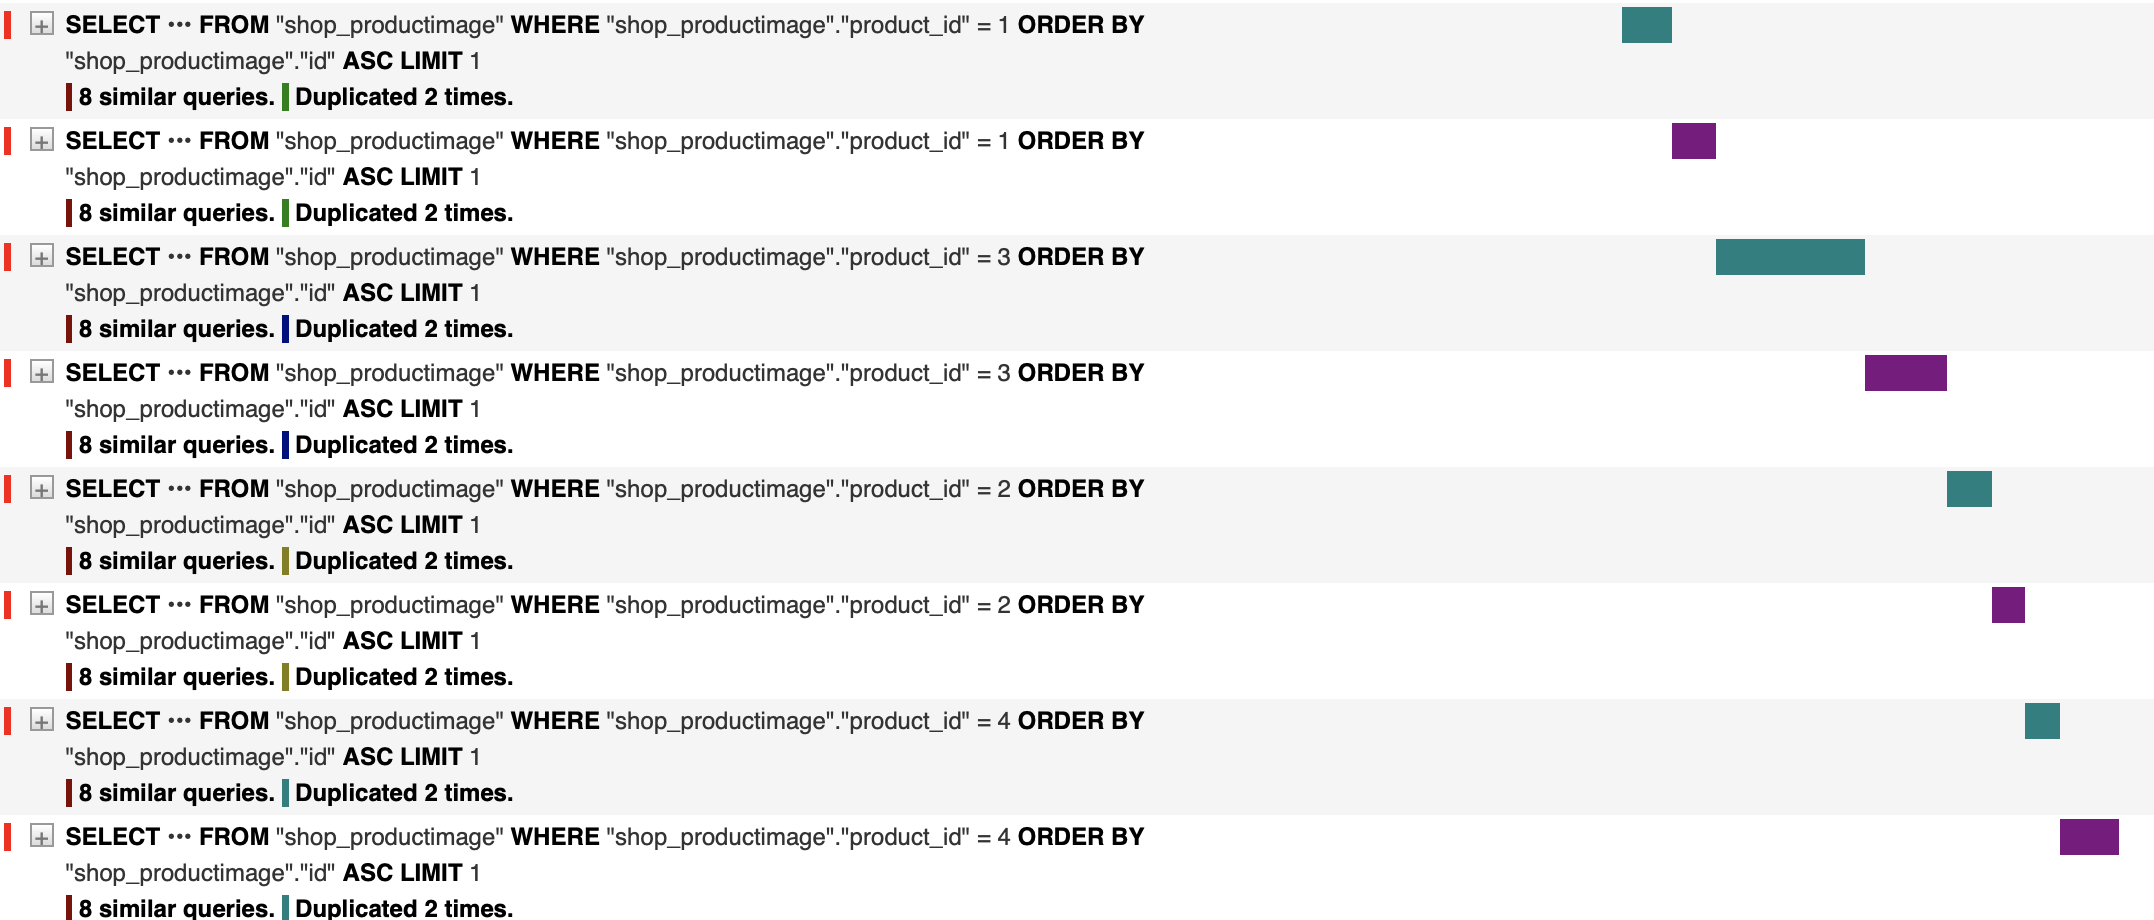 SELECT ••• FROM "shop_productimage" WHERE "shop_productimage"."product_id" = 1 ORDER BY
"shop_productimage"."id" ASC LIMIT 1
8 similar queries. Duplicated 2 times.
SELECT ••• FROM "shop_productimage" WHERE "shop_productimage"."product_id" = 1 ORDER BY
"shop_productimage"."id" ASC LIMIT 1
8 similar queries. Duplicated 2 times.
SELECT ••• FROM "shop_productimage" WHERE "shop_productimage"."product_id" = 3 ORDER BY
"shop_productimage"."id" ASC LIMIT 1
8 similar queries. Duplicated 2 times.
SELECT ••• FROM "shop_productimage" WHERE "shop_productimage"."product_id" = 3 ORDER BY
"shop_productimage"."id" ASC LIMIT 1
8 similar queries. Duplicated 2 times.
SELECT ••• FROM "shop_productimage" WHERE "shop_productimage"."product_id" = 2 ORDER BY
"shop_productimage"."id" ASC LIMIT 1
8 similar queries. Duplicated 2 times.
SELECT ••• FROM "shop_productimage" WHERE "shop_productimage"."product_id" = 2 ORDER BY
"shop_productimage"."id" ASC LIMIT 1
8 similar queries. Duplicated 2 times.
SELECT ••• FROM "shop_productimage" WHERE "shop_productimage"."product_id" = 4 ORDER BY
"shop_productimage"."id" ASC LIMIT 1
8 similar queries. Duplicated 2 times.
SELECT ••• FROM "shop_productimage" WHERE "shop_productimage"."product_id" = 4 ORDER BY
"shop_productimage"."id" ASC LIMIT 1
8 similar queries. Duplicated 2 times.